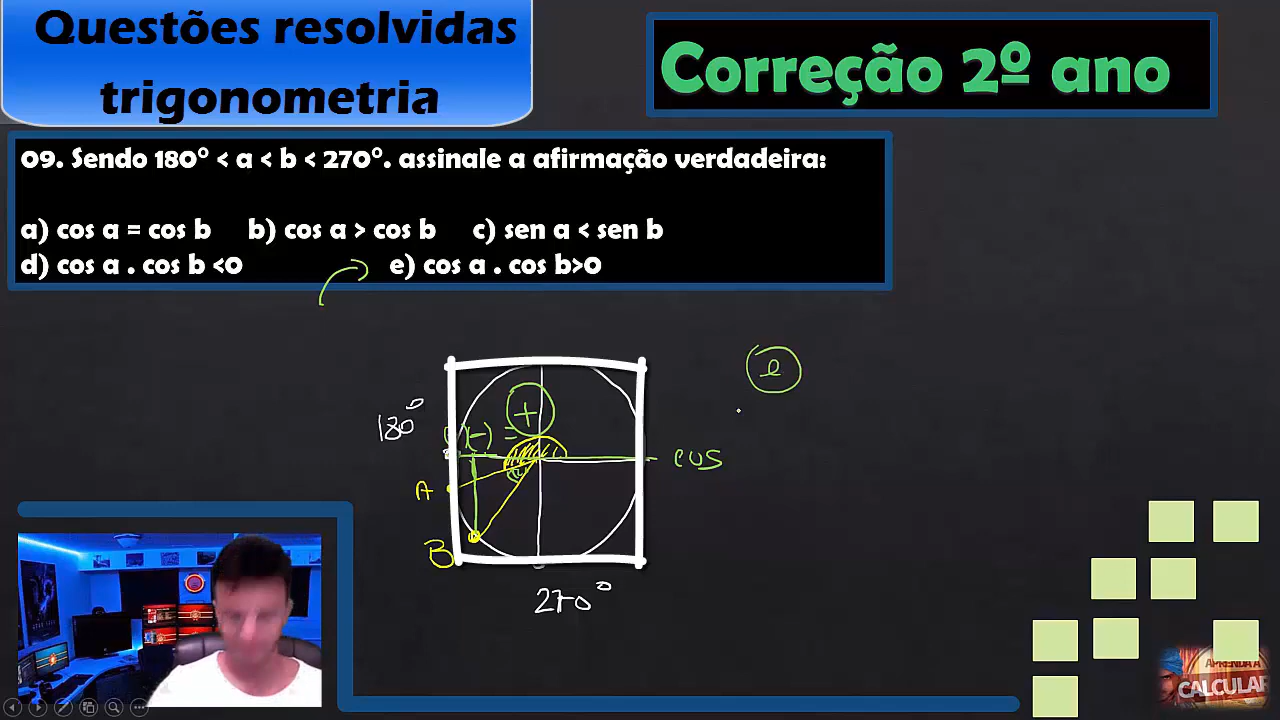 Questões resolvidas
trigonometria
Correção 2º ano
09. Sendo 180° < a < b < 270°. assinale a afirmação verdadeira:
a) cos a = cos b b) cos a > cos b c) sen a < sen b
d) cos a . cos b <0 e) cos a . cos b>0
e
180°
+
(-) =
cos
A
B
270°
APRENDA A
CALCULAR